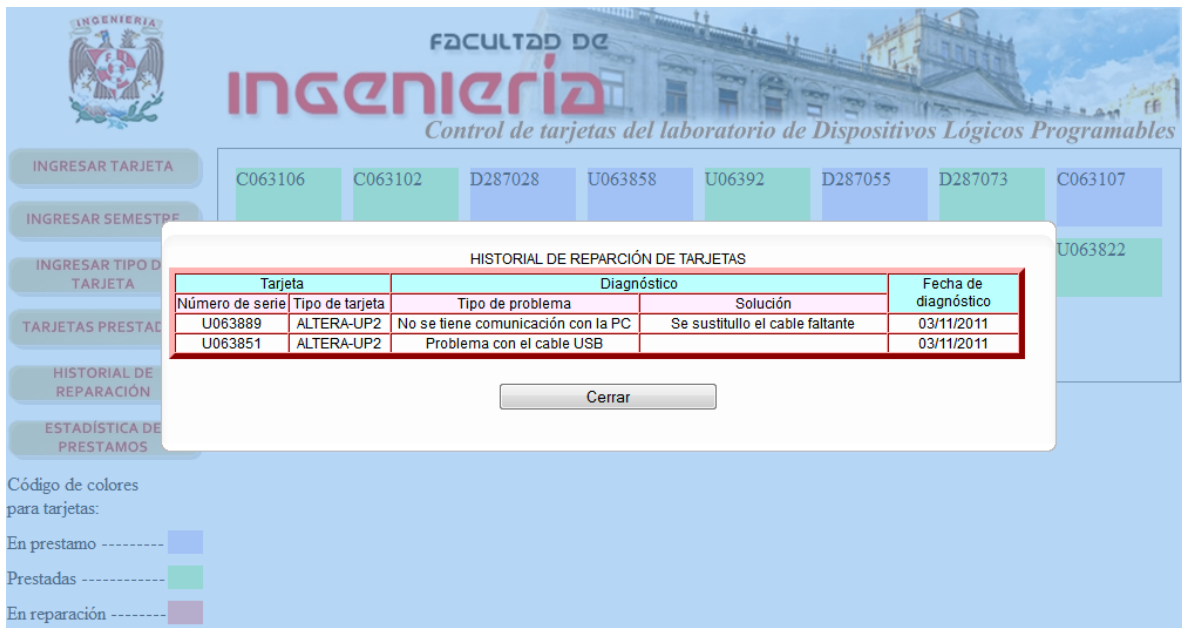 INGENIERIA
FACULTAD DE
INGENIERÍA
Control de tarjetas del laboratorio de Dispositivos Lógicos Programables
INGRESAR TARJETA
INGRESAR SEMESTRE
INGRESAR TIPO D
TARJETA
TARJETAS PRESTAD
HISTORIAL DE
REPARACIÓN
ESTADÍSTICA DE
PRESTAMOS
Código de colores
para tarjetas:
En prestamo ---------
Prestadas ------------
En reparación --------
C063106 C063102 D287028 U063858 U06392 D287055 D287073 C063107
U063822
HISTORIAL DE REPARCIÓN DE TARJETAS
Tarjeta Diagnóstico Fecha de
diagnóstico
Número de serie Tipo de tarjeta Tipo de problema Solución
U063889 ALTERA-UP2 No se tiene comunicación con la PC Se sustitullo el cable faltante 03/11/2011
U063851 ALTERA-UP2 Problema con el cable USB 03/11/2011
Cerrar